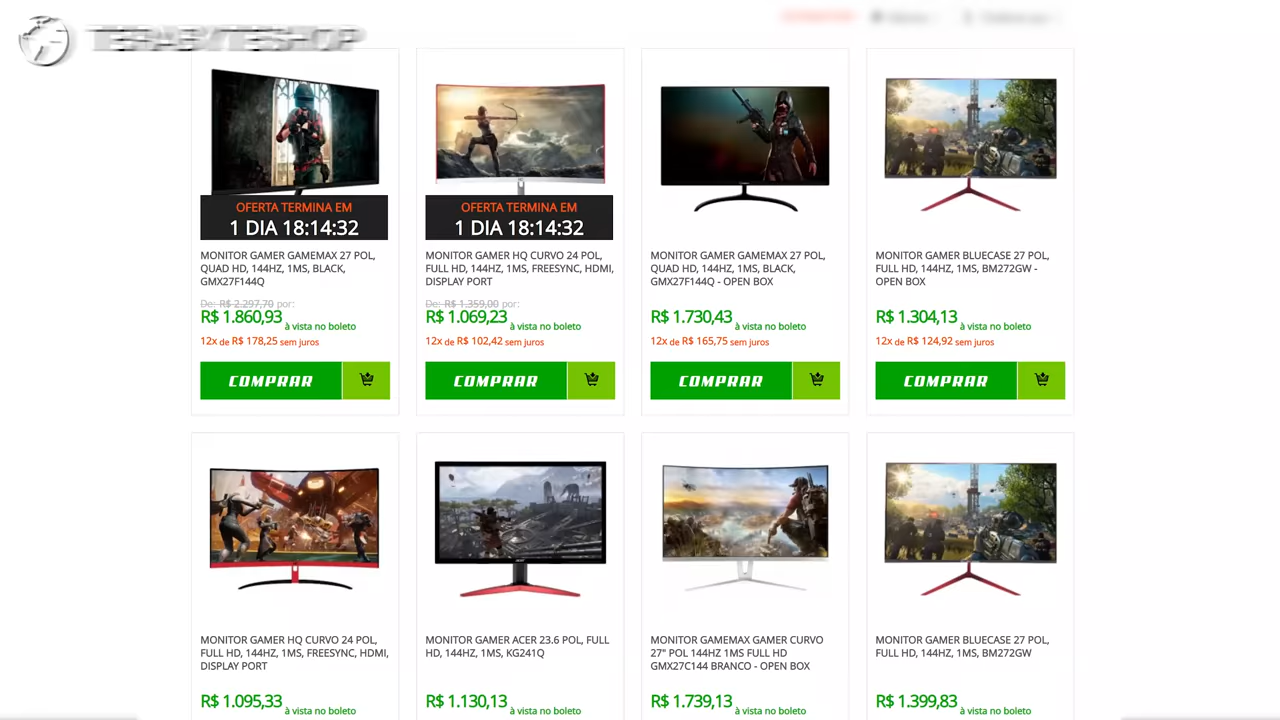 TERABYTESHOP
OFERTA TERMINA EM
1 DIA 18:14:32
MONITOR GAMER GAMEMAX 27 POL,
QUAD HD, 144HZ, 1MS, BLACK,
GMX27F144Q
De: R$ 2.297,70 por:
R$ 1.860,93 à vista no boleto
12x de R$ 178,25 sem juros
COMPRAR
OFERTA TERMINA EM
1 DIA 18:14:32
MONITOR GAMER HQ CURVO 24 POL,
FULL HD, 144HZ, 1MS, FREESYNC, HDMI,
DISPLAY PORT
De: R$ 1.359,00 por:
R$ 1.069,23 à vista no boleto
12x de R$ 102,42 sem juros
COMPRAR
MONITOR GAMER GAMEMAX 27 POL,
QUAD HD, 144HZ, 1MS, BLACK,
GMX27F144Q - OPEN BOX
R$ 1.730,43 à vista no boleto
12x de R$ 165,75 sem juros
COMPRAR
MONITOR GAMER BLUECASE 27 POL,
FULL HD, 144HZ, 1MS, BM272GW -
OPEN BOX
R$ 1.304,13 à vista no boleto
12x de R$ 124,92 sem juros
COMPRAR
MONITOR GAMER HQ CURVO 24 POL,
FULL HD, 144HZ, 1MS, FREESYNC, HDMI,
DISPLAY PORT
R$ 1.095,33 à vista no boleto
MONITOR GAMER ACER 23.6 POL, FULL
HD, 144HZ, 1MS, KG241Q
R$ 1.130,13 à vista no boleto
MONITOR GAMEMAX GAMER CURVO
27" POL 144HZ 1MS FULL HD
GMX27C144 BRANCO - OPEN BOX
R$ 1.739,13 à vista no boleto
MONITOR GAMER BLUECASE 27 POL,
FULL HD, 144HZ, 1MS, BM272GW
R$ 1.399,83 à vista no boleto